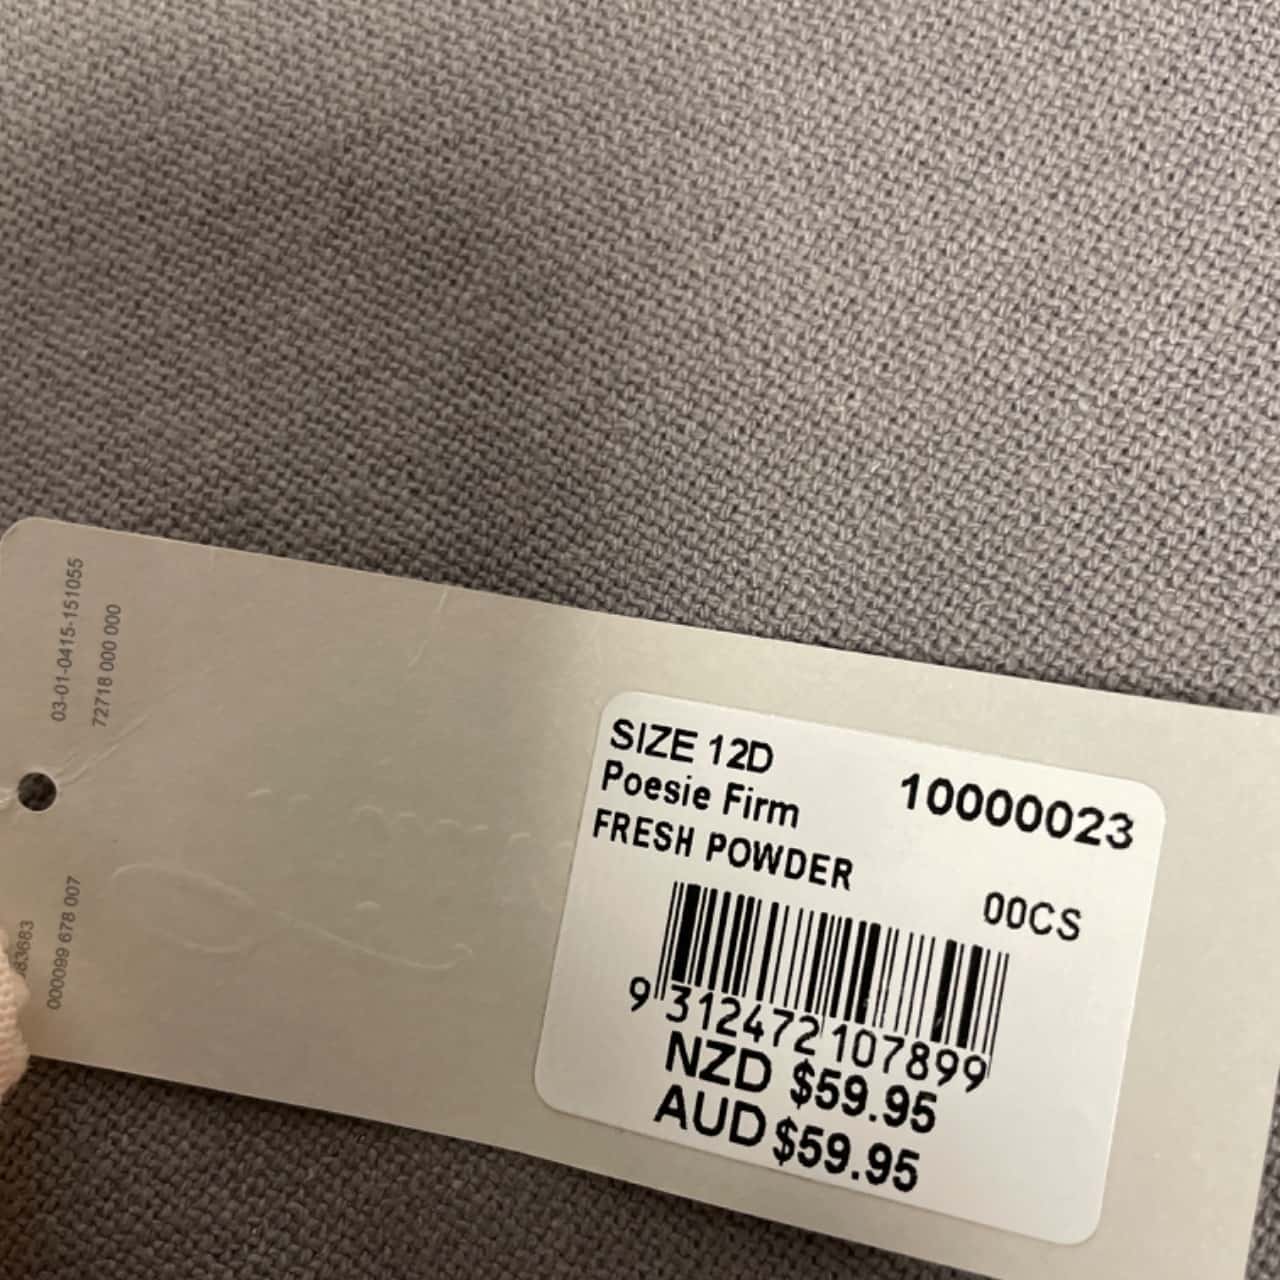 03-01-0415-151055
72718 000 000
83683
000099 678 007
SIZE 12D
Poesie Firm
10000023
FRESH POWDER
00CS
9 312472 107899
NZD $59.95
AUD $59.95